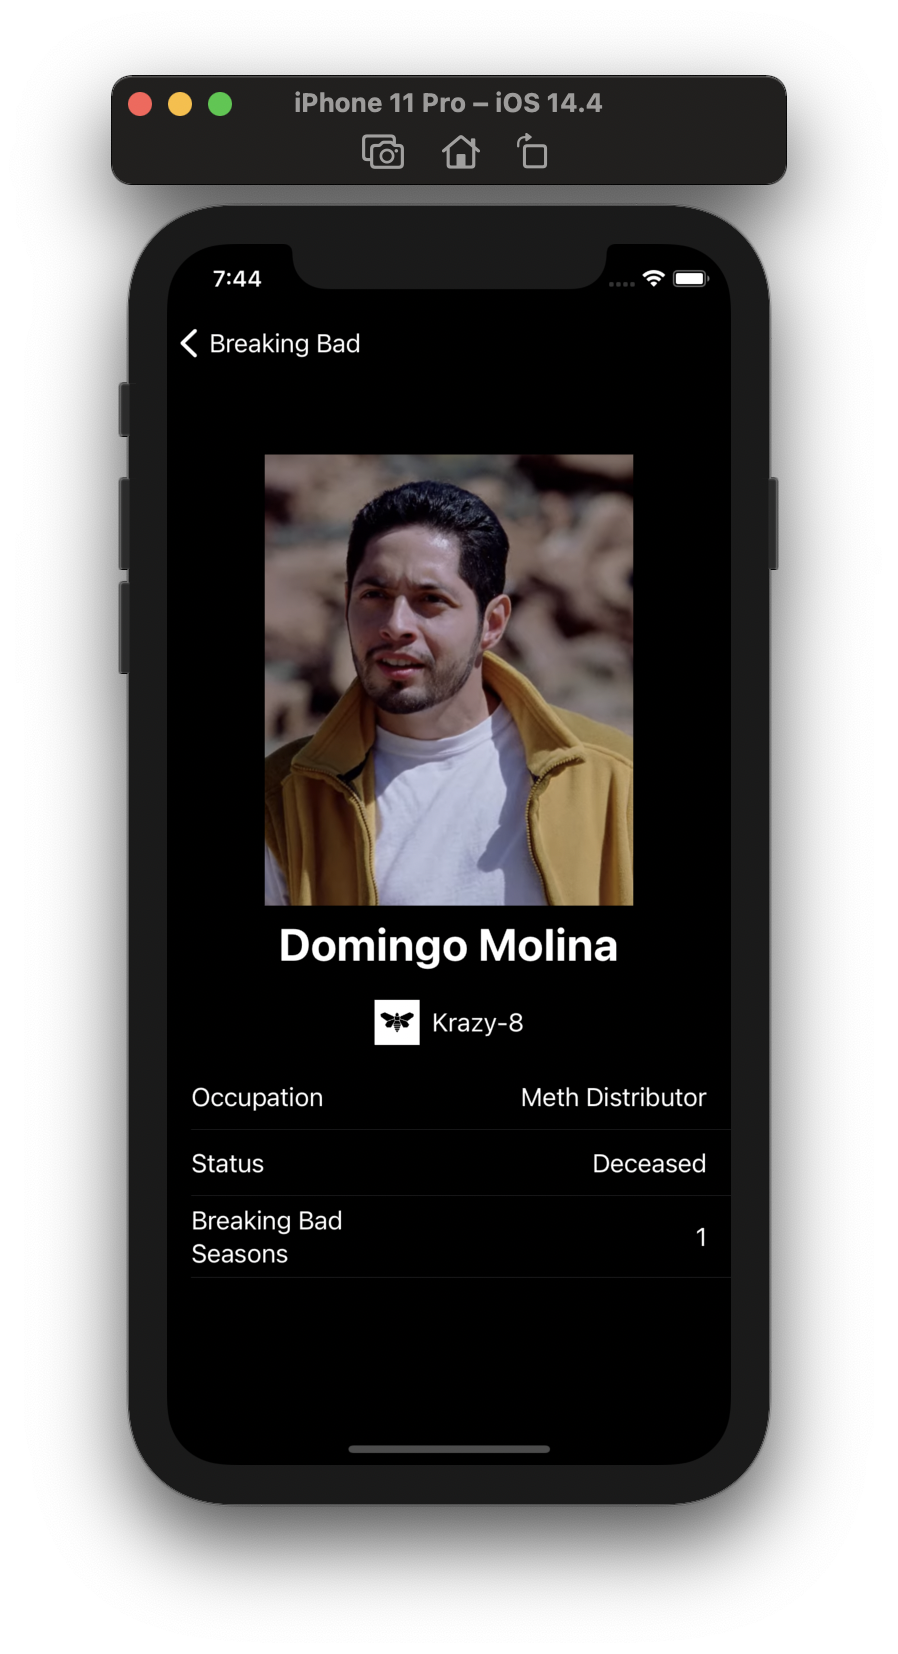 iPhone 11 Pro – iOS 14.4
7:44
Breaking Bad
Domingo Molina
Krazy-8
Occupation Meth Distributor
Status Deceased
Breaking Bad
Seasons 1